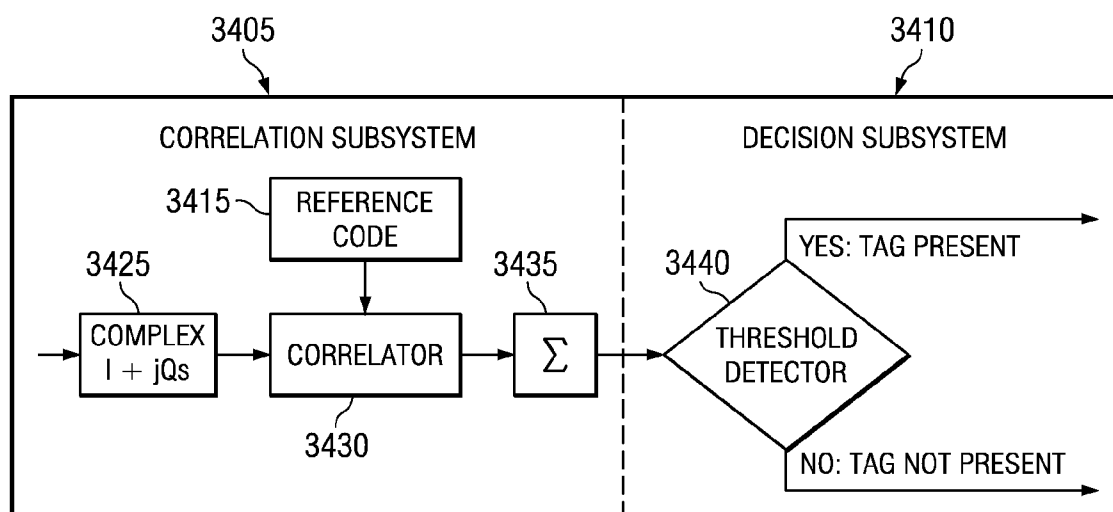 3405
3410
CORRELATION SUBSYSTEM
DECISION SUBSYSTEM
3415
REFERENCE
CODE
YES: TAG PRESENT
3425
3435
3440
COMPLEX
I + jQs
CORRELATOR
Σ
THRESHOLD
DETECTOR
3430
NO: TAG NOT PRESENT